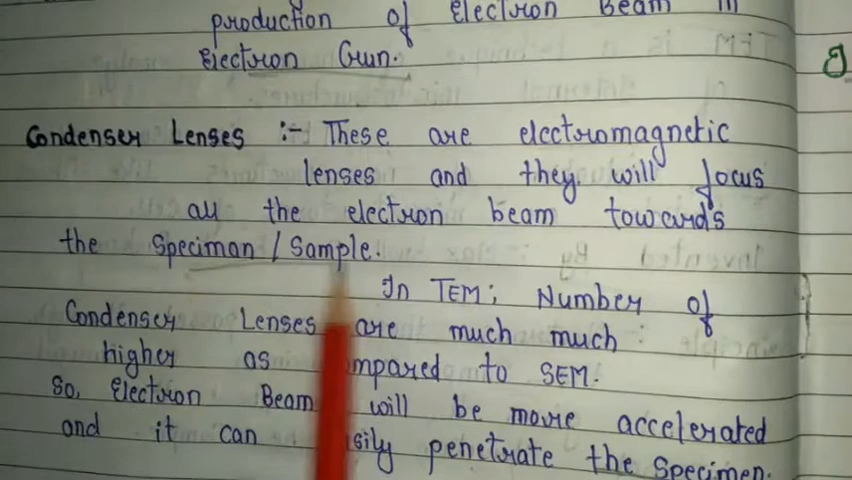 production of Electron Beam in
Electron Gun.
Condenser Lenses :- These are electromagnetic
lenses and they will focus
all the electron beam towards
the Speciman / Sample.
In TEM; Number of
Condenser Lenses are much much
higher as mpared to SEM.
So, Electron Beam will be more accelerated
and it can sily penetrate the Specimen.